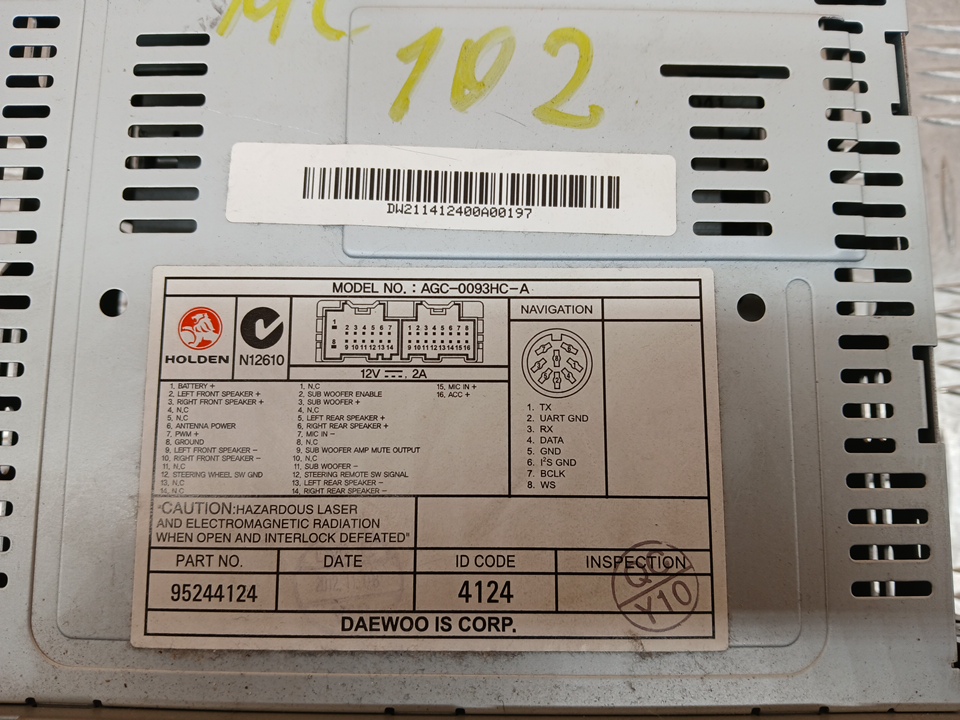 MC
102
DW211412400A00197
MODEL NO. : AGC-0093HC-A
HOLDEN
N12610
1 2 3 4 5 6 7 1 2 3 4 5 6 7 8
8 9 10 11 12 13 14 9 10 11 12 13 14 15 16
12V 2A
NAVIGATION
1. BATTERY +
2. LEFT FRONT SPEAKER +
3. RIGHT FRONT SPEAKER +
4. N.C
5. N.C
6. ANTENNA POWER
7. PWM +
8. GROUND
9. LEFT FRONT SPEAKER -
10. RIGHT FRONT SPEAKER -
11. N.C
12. STEERING WHEEL SW GND
13. N.C
14. N.C
1. N.C
2. SUB WOOFER ENABLE
3. SUB WOOFER +
4. N.C
5. LEFT REAR SPEAKER +
6. RIGHT REAR SPEAKER +
7. MIC IN -
8. N.C
9. SUB WOOFER AMP MUTE OUTPUT
10. N.C
11. SUB WOOFER -
12. STEERING REMOTE SW SIGNAL
13. LEFT REAR SPEAKER -
14. RIGHT REAR SPEAKER -
15. MIC IN +
16. ACC +
1. TX
2. UART GND
3. RX
4. DATA
5. GND
6. I²S GND
7. BCLK
8. WS
"CAUTION:HAZARDOUS LASER
AND ELECTROMAGNETIC RADIATION
WHEN OPEN AND INTERLOCK DEFEATED"
PART NO. DATE ID CODE INSPECTION
95244124 4124
QC
Y10
DAEWOO IS CORP.